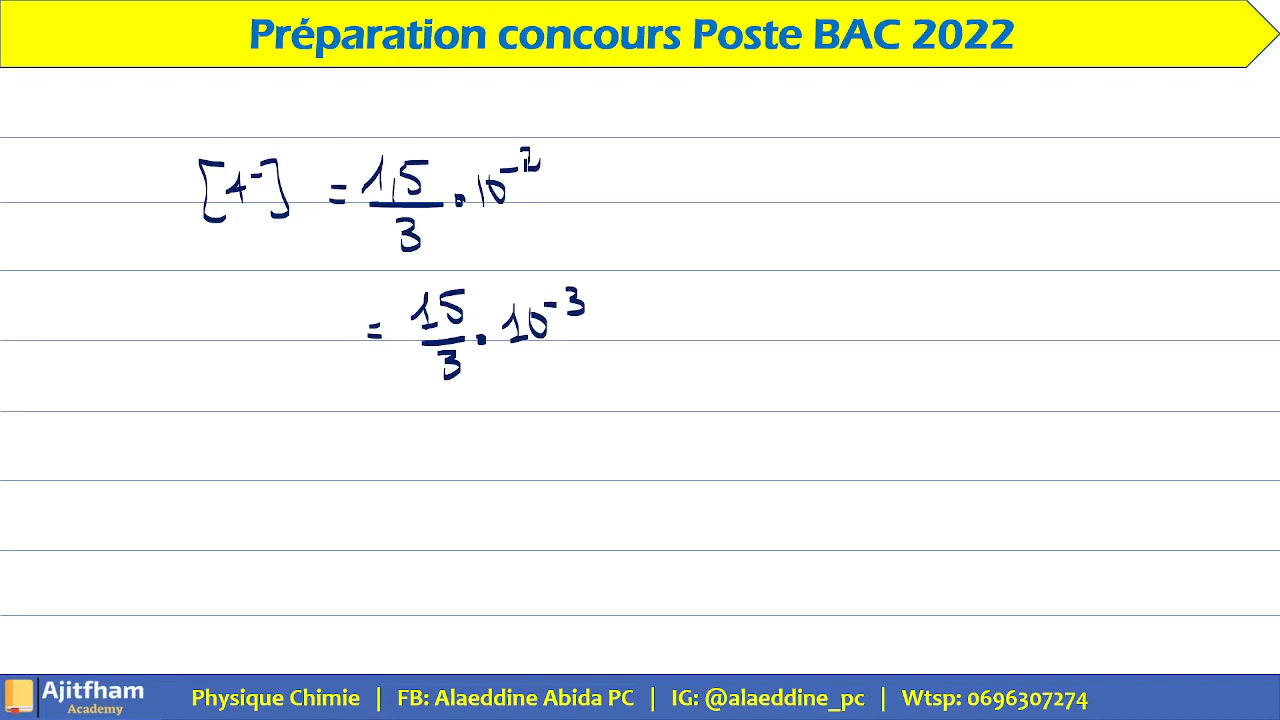 Préparation concours Poste BAC 2022
[A⁻] = 1,5/3 · 10⁻²
= 15/3 · 10⁻³
Ajitfham
Academy
Physique Chimie | FB: Alaeddine Abida PC | IG: @alaeddine_pc | Wtsp: 0696307274